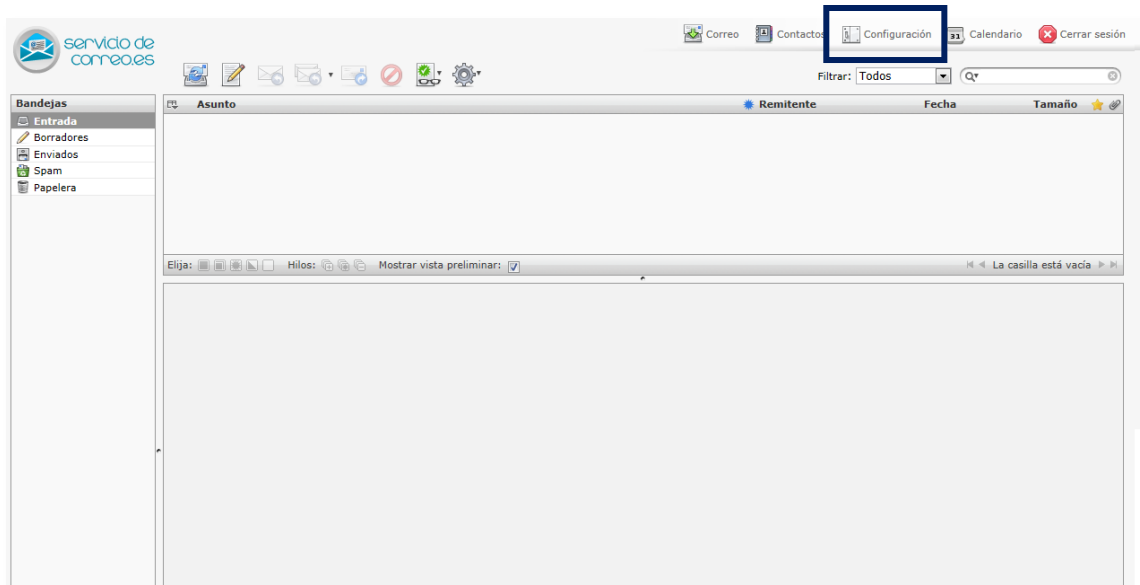 servicio de
correo.es
Correo
Contactos
Configuración
31
Calendario
Cerrar sesión
Filtrar: Todos
Bandejas
Entrada
Borradores
Enviados
Spam
Papelera
Asunto
Remitente
Fecha
Tamaño
Elija:
Hilos:
Mostrar vista preliminar:
La casilla está vacía